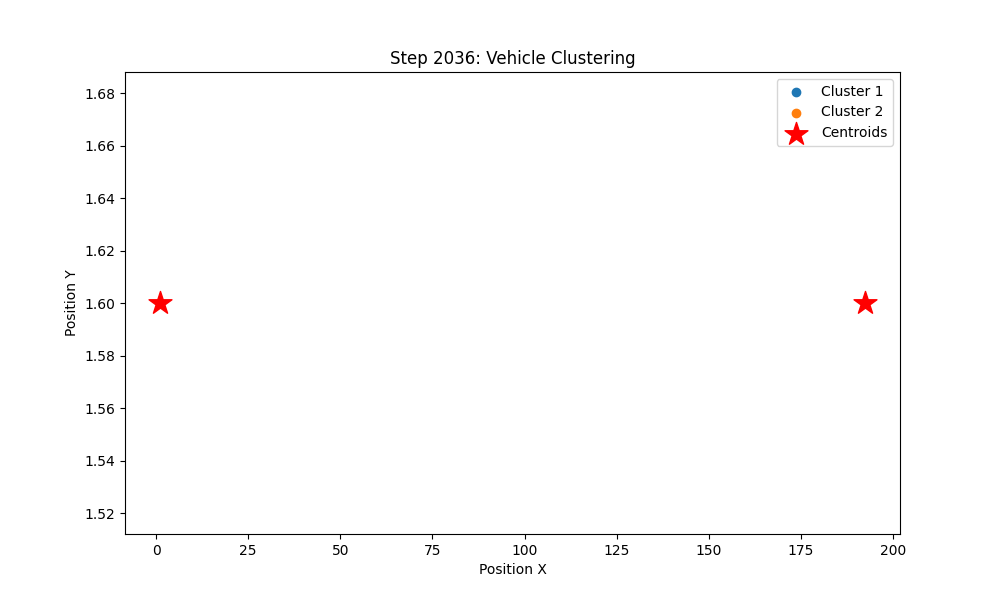 Step 2036: Vehicle Clustering
Cluster 1
Cluster 2
Centroids
1.68
1.66
1.64
1.62
1.60
1.58
1.56
1.54
1.52
Position Y
0 25 50 75 100 125 150 175 200
Position X